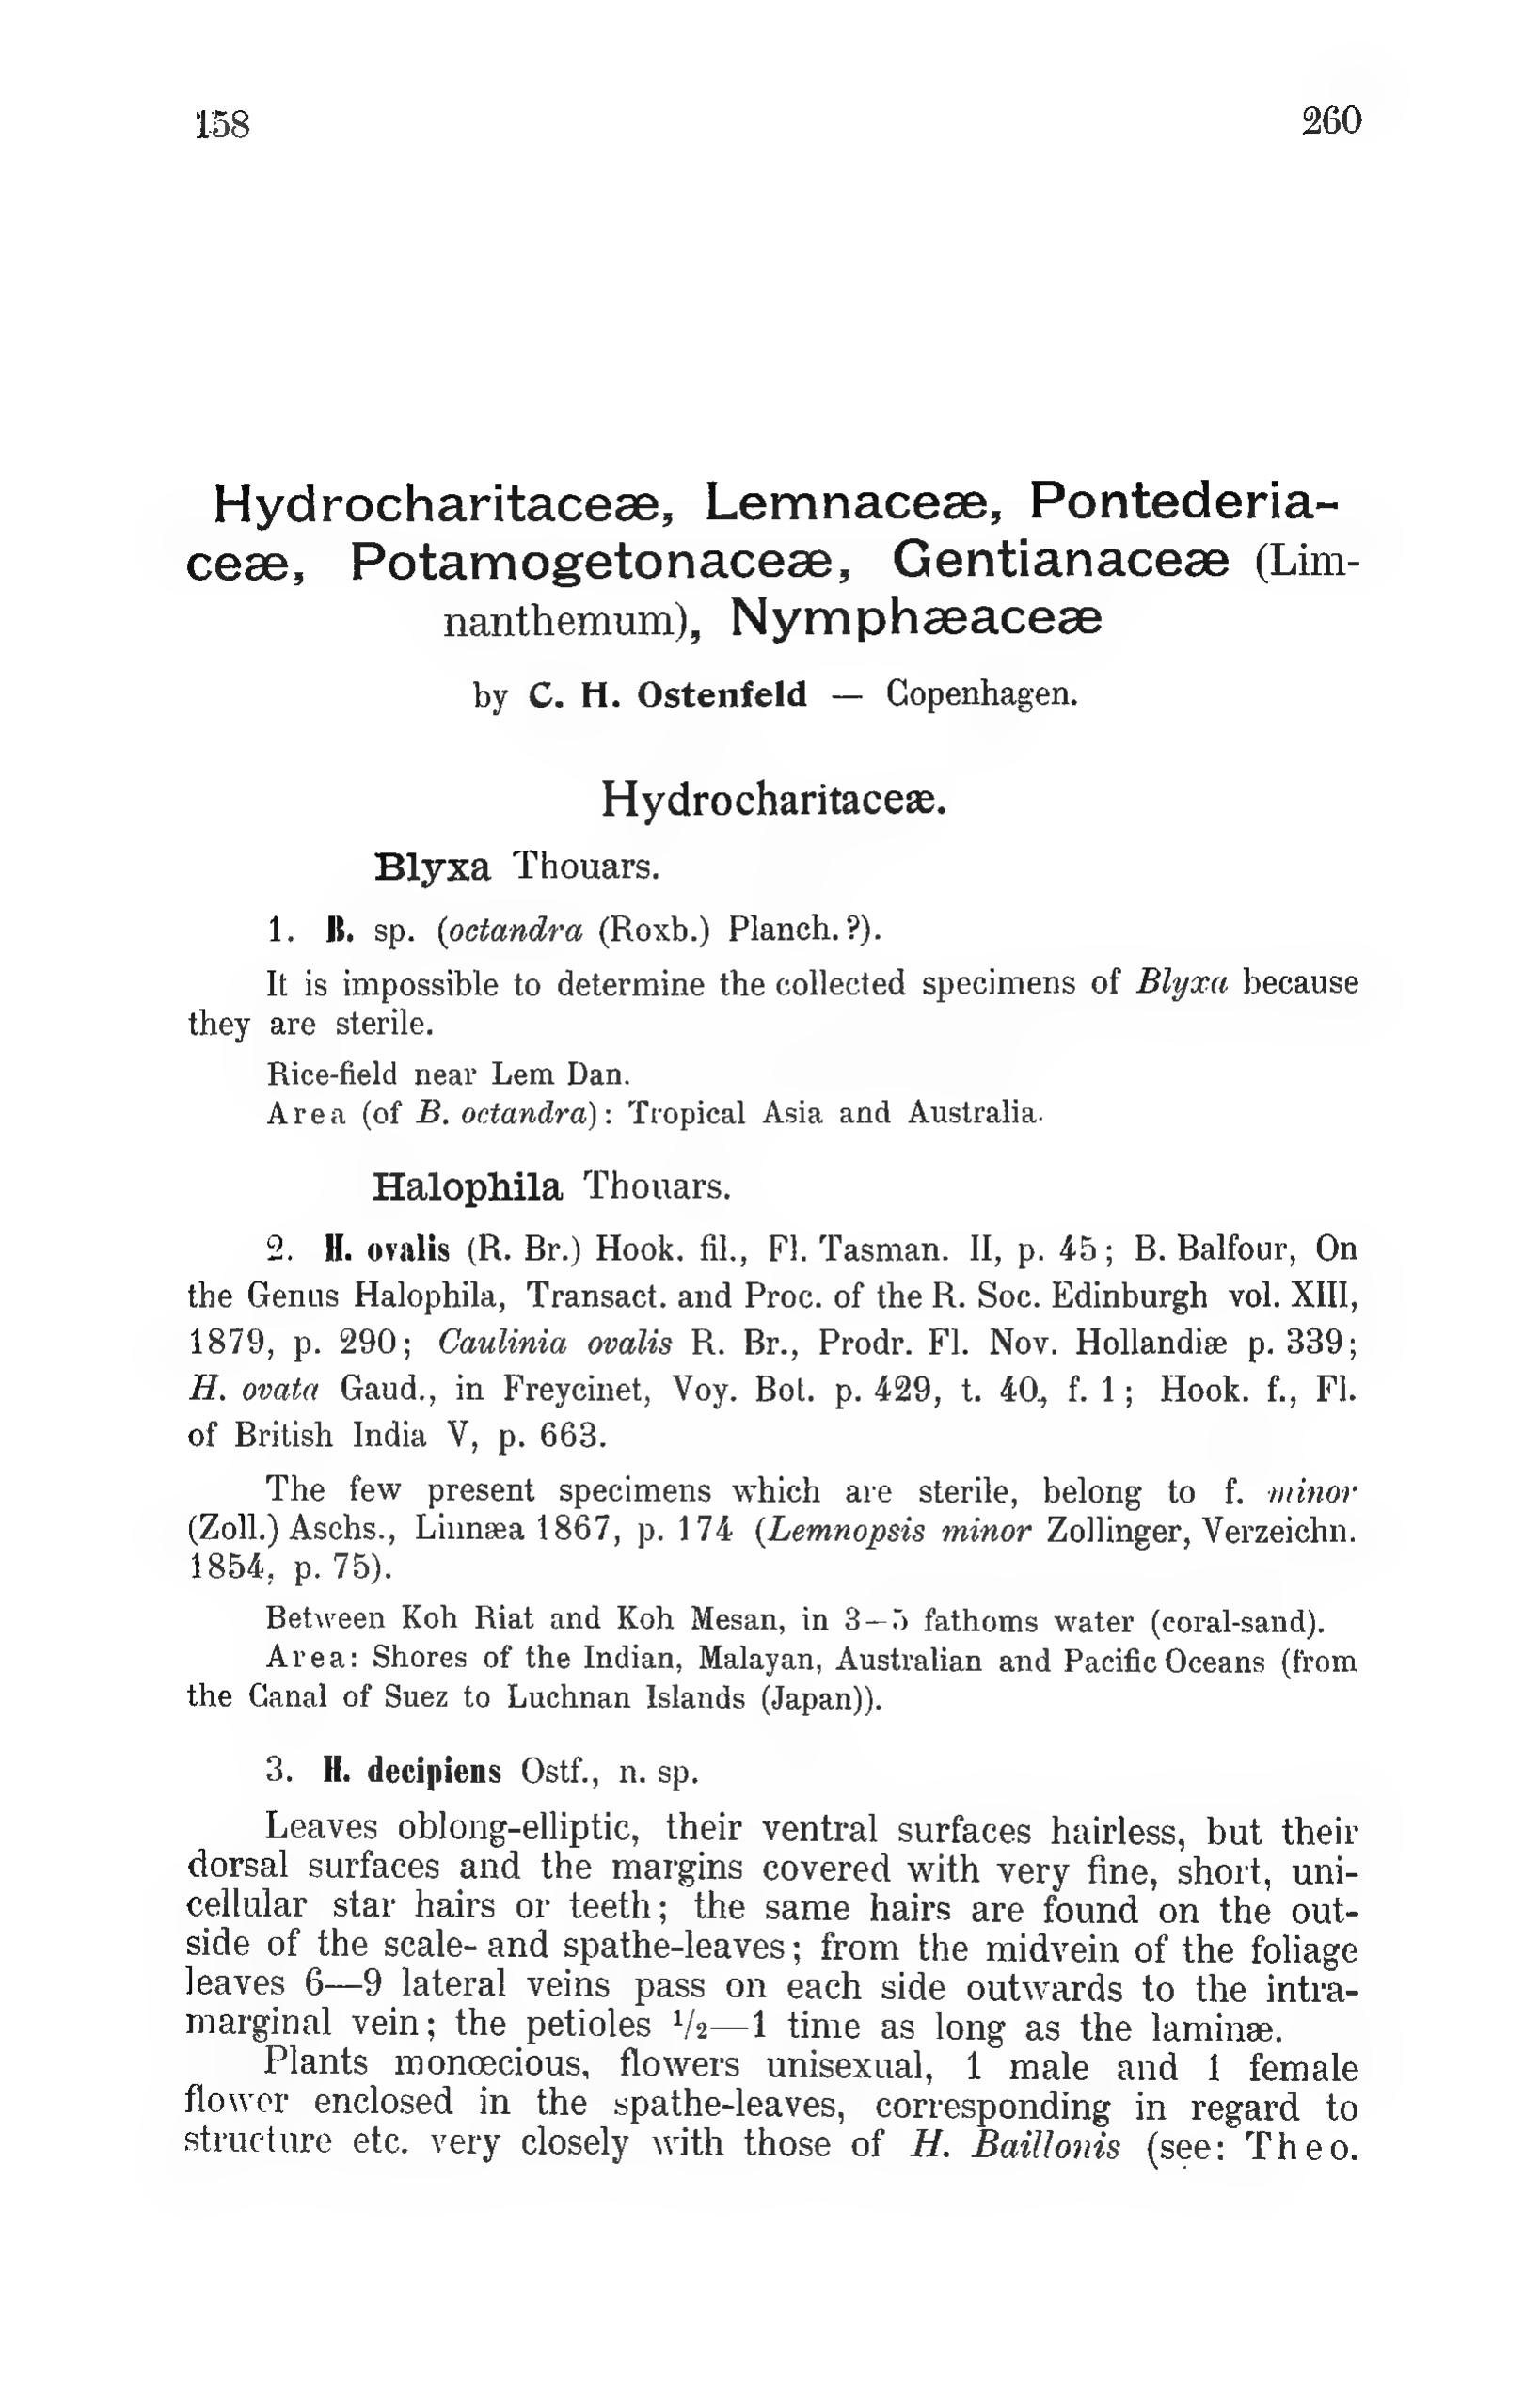 158 260
Hydrocharitaceæ, Lemnaceæ, Pontederia-
ceæ, Potamogetonaceæ, Gentianaceæ (Lim-
nanthemum), Nymphæaceæ
by C. H. Ostenfeld — Copenhagen.
Hydrocharitaceæ.
Blyxa Thouars.
1. B. sp. (octandra (Roxb.) Planch.?).
It is impossible to determine the collected specimens of Blyxa because
they are sterile.
Rice-field near Lem Dan.
Area (of B. octandra): Tropical Asia and Australia.
Halophila Thouars.
2. H. ovalis (R. Br.) Hook. fil., Fl. Tasman. II, p. 45; B. Balfour, On
the Genus Halophila, Transact. and Proc. of the R. Soc. Edinburgh vol. XIII,
1879, p. 290; Caulinia ovalis R. Br., Prodr. Fl. Nov. Hollandiæ p. 339;
H. ovata Gaud., in Freycinet, Voy. Bot. p. 429, t. 40, f. 1; Hook. f., Fl.
of British India V, p. 663.
The few present specimens which are sterile, belong to f. minor
(Zoll.) Aschs., Linnæa 1867, p. 174 (Lemnopsis minor Zollinger, Verzeichn.
1854, p. 75).
Between Koh Riat and Koh Mesan, in 3—5 fathoms water (coral-sand).
Area: Shores of the Indian, Malayan, Australian and Pacific Oceans (from
the Canal of Suez to Luchnan Islands (Japan)).
3. H. decipiens Ostf., n. sp.
Leaves oblong-elliptic, their ventral surfaces hairless, but their
dorsal surfaces and the margins covered with very fine, short, uni-
cellular star hairs or teeth; the same hairs are found on the out-
side of the scale- and spathe-leaves; from the midvein of the foliage
leaves 6—9 lateral veins pass on each side outwards to the intra-
marginal vein; the petioles 1/2—1 time as long as the laminæ.
Plants monœcious, flowers unisexual, 1 male and 1 female
flower enclosed in the spathe-leaves, corresponding in regard to
structure etc. very closely with those of H. Baillonis (see: Theo.